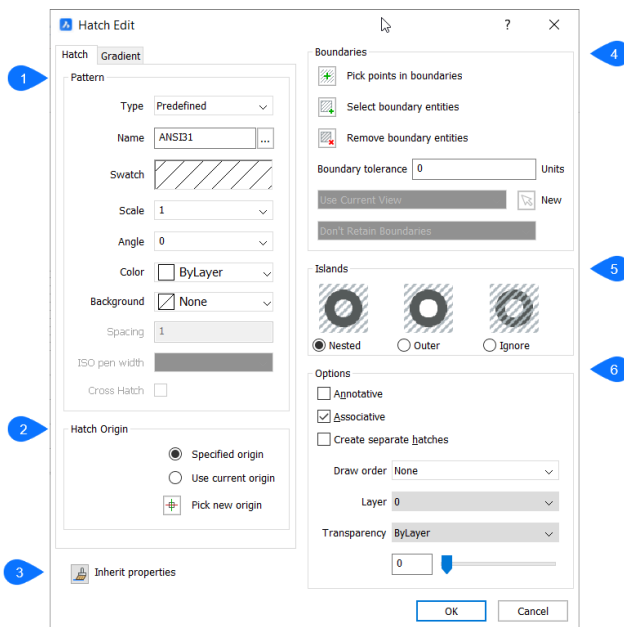 Hatch Edit
?
Hatch
Gradient
1
Pattern
Type
Predefined
Name
ANSI31
...
Swatch
Scale
1
Angle
0
Color
ByLayer
Background
None
Spacing
1
ISO pen width
Cross Hatch
2
Hatch Origin
Specified origin
Use current origin
Pick new origin
3
Inherit properties
4
Boundaries
Pick points in boundaries
Select boundary entities
Remove boundary entities
Boundary tolerance
0
Units
Use Current View
New
Don't Retain Boundaries
5
Islands
Nested
Outer
Ignore
6
Options
Annotative
Associative
Create separate hatches
Draw order
None
Layer
0
Transparency
ByLayer
0
OK
Cancel